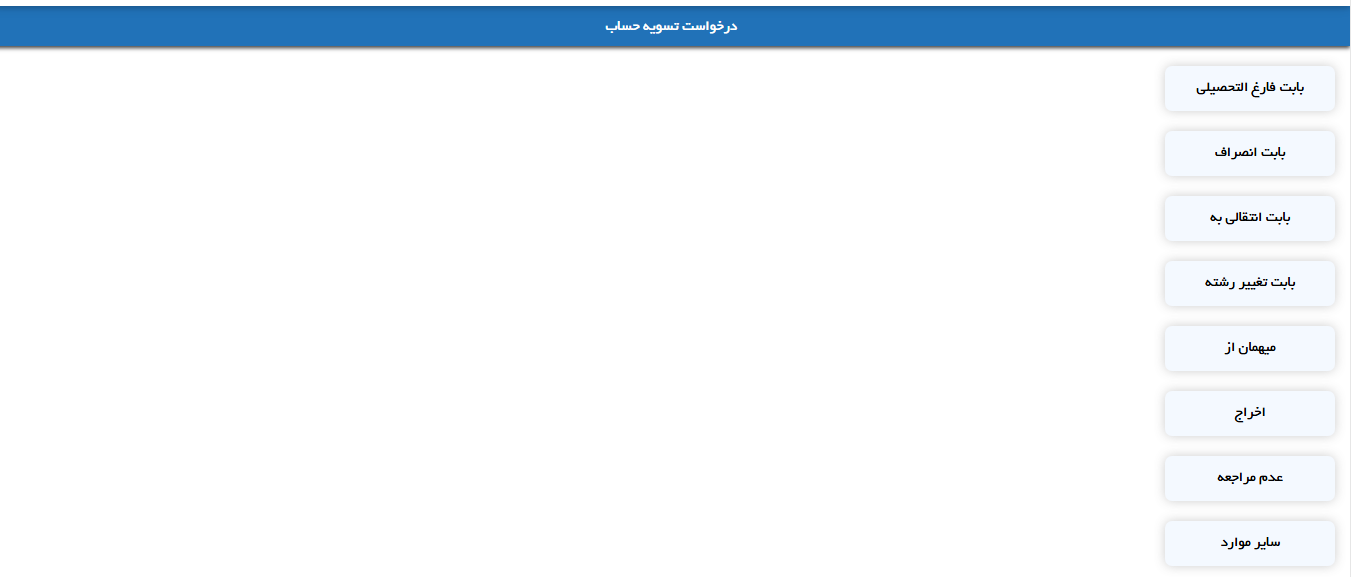 درخواست تسویه حساب
بابت فارغ التحصیلی
بابت انصراف
بابت انتقالی به
بابت تغییر رشته
میهمان از
اخراج
عدم مراجعه
سایر موارد